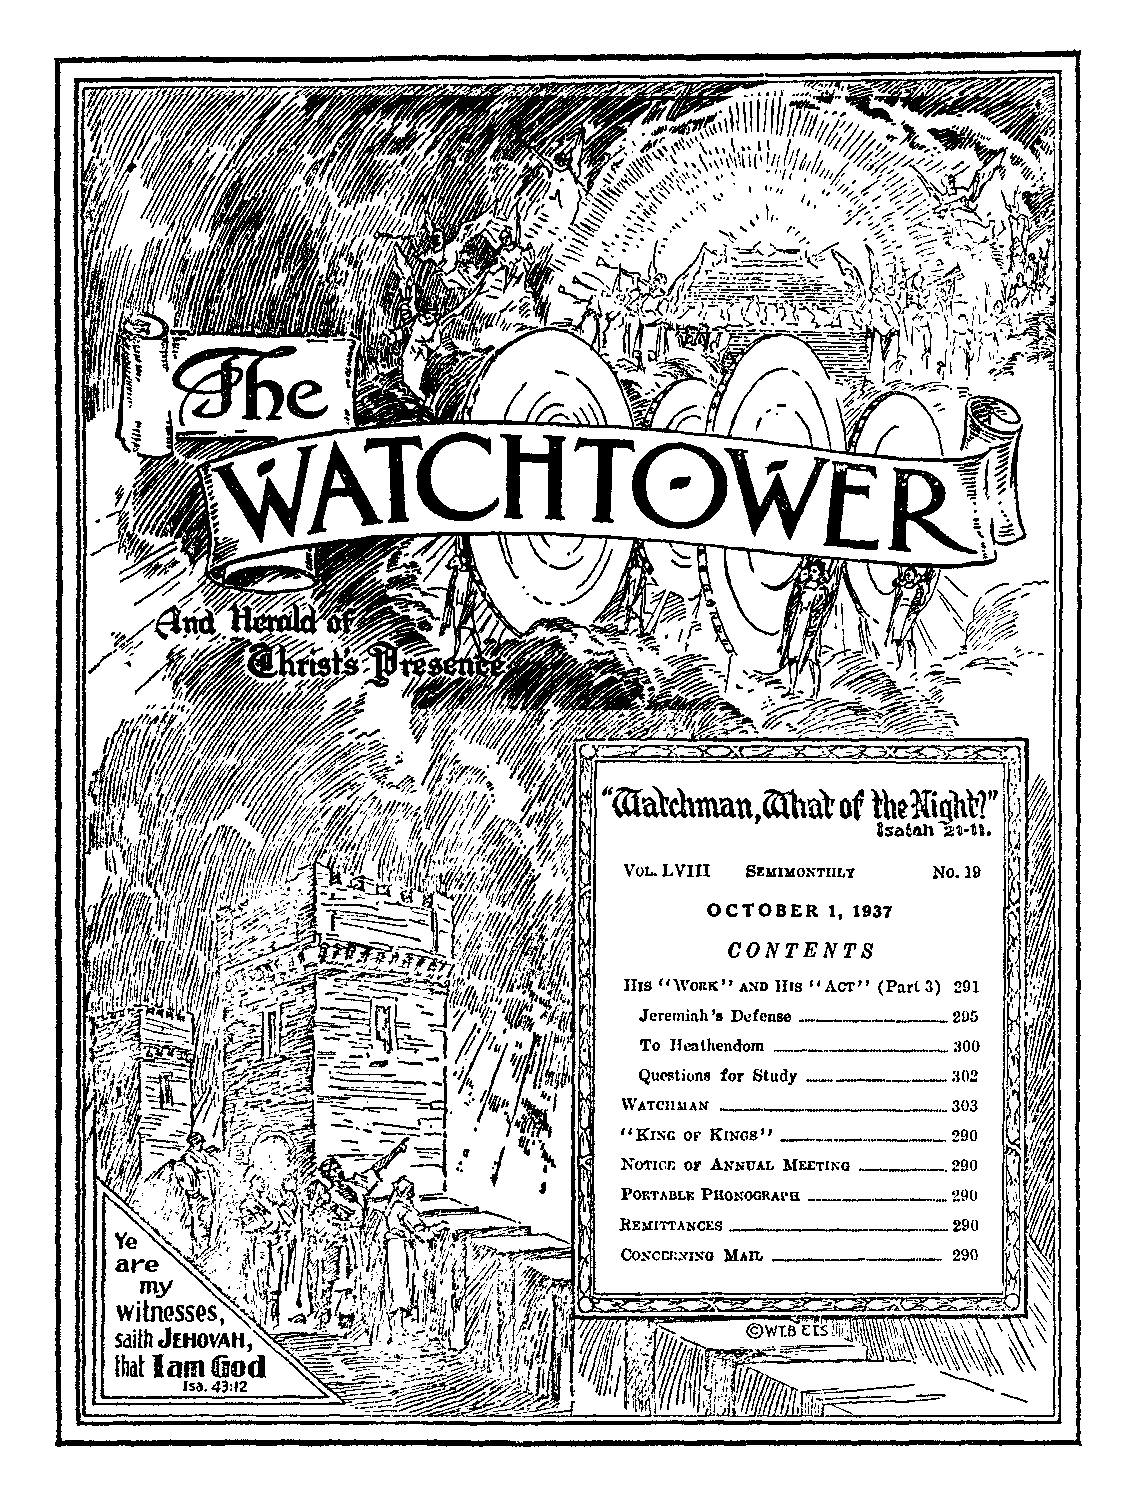 The
WATCHTOWER
And Herald of
Christ's Presence
"Watchman, What of the Night?"
Isaiah 21-11.
VOL. LVIII SEMIMONTHLY No. 19
OCTOBER 1, 1937
CONTENTS
HIS "WORK" AND HIS "ACT" (Part 3) 291
Jeremiah's Defense 295
To Heathendom 300
Questions for Study 302
WATCHMAN 303
"KING OF KINGS" 290
NOTICE OF ANNUAL MEETING 290
PORTABLE PHONOGRAPH 290
REMITTANCES 290
CONCERNING MAIL 290
Ye
are
my
witnesses,
saith JEHOVAH,
that I am God
Isa. 43:12
©W.T.B & T.S.